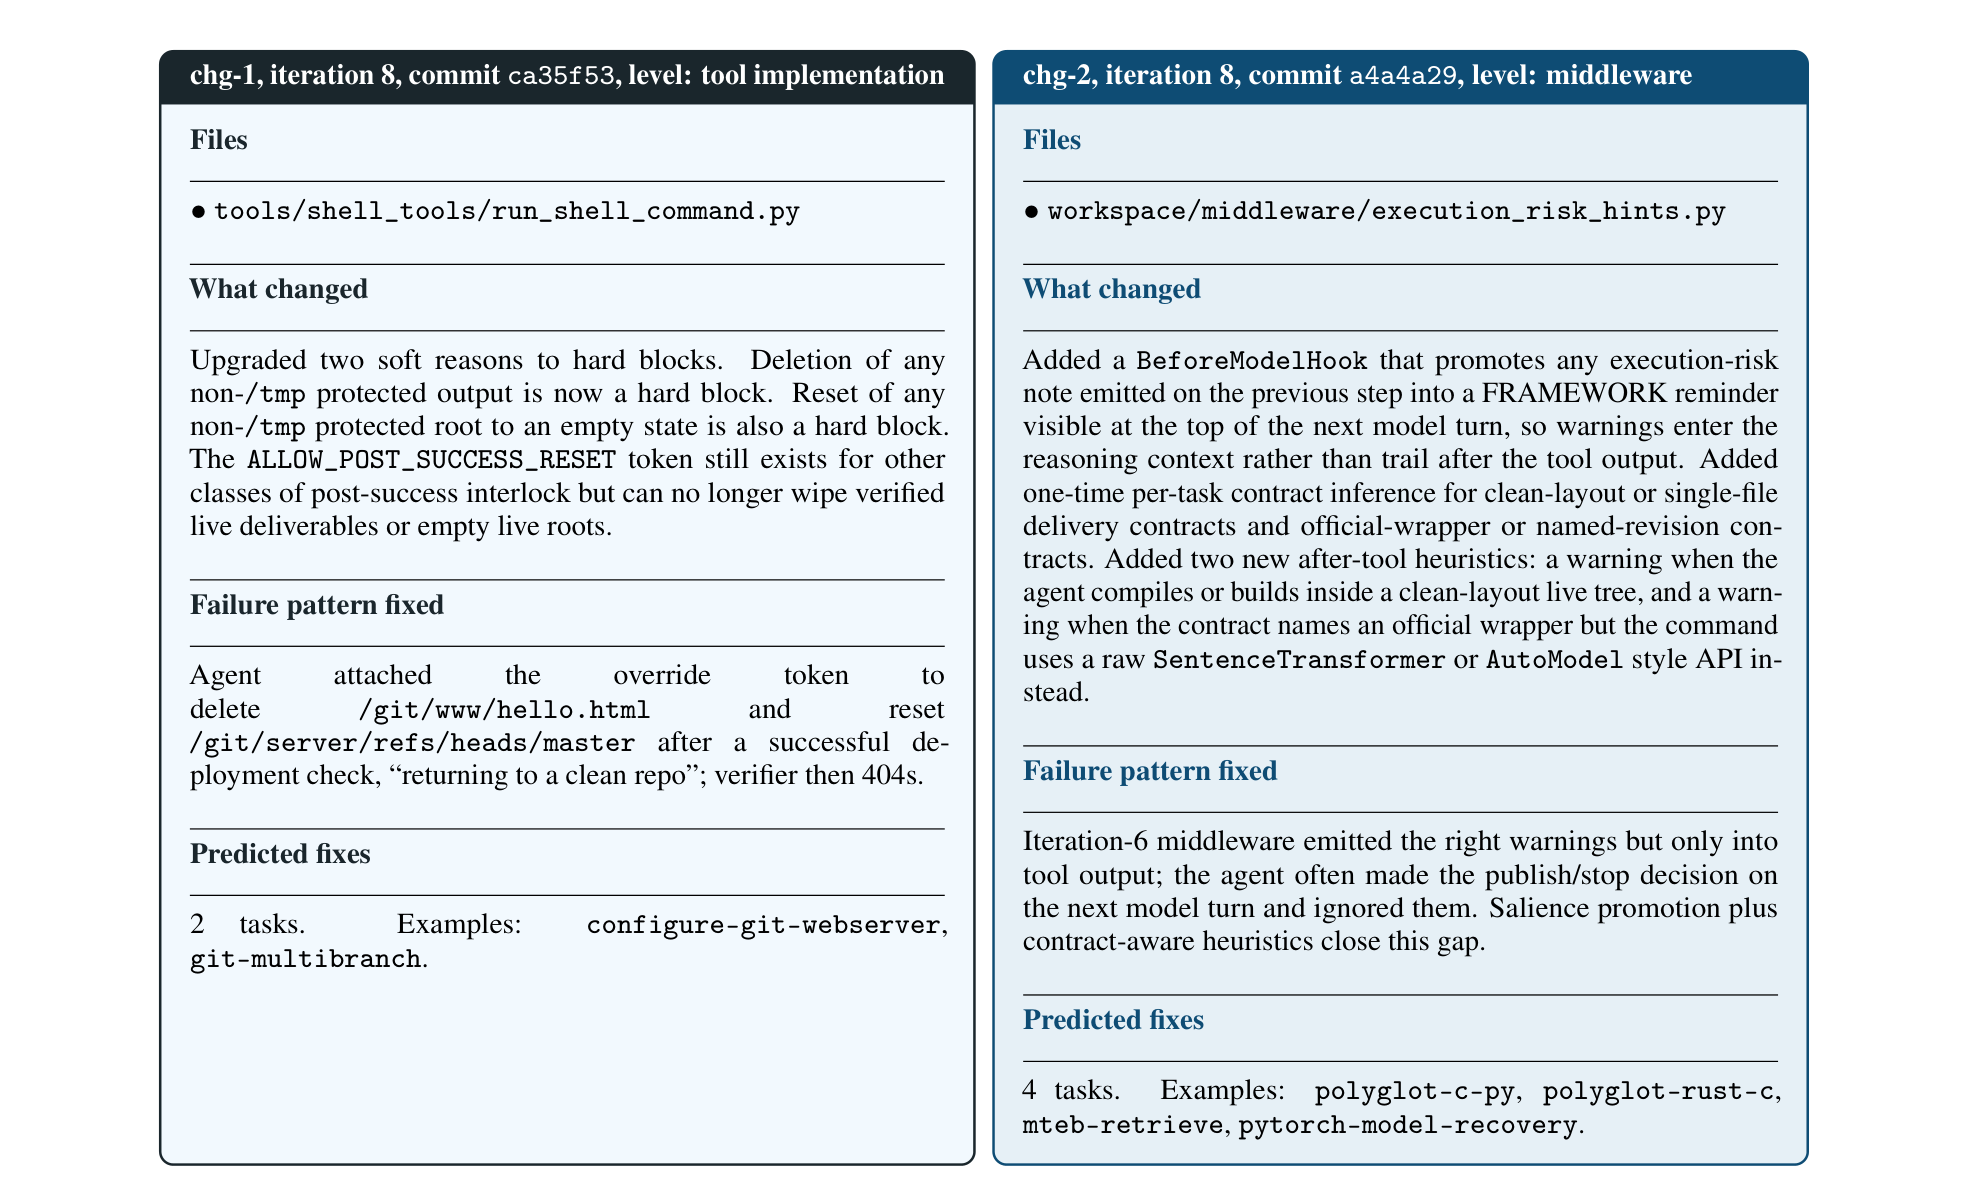 chg-1, iteration 8, commit ca35f53, level: tool implementation
Files
● tools/shell_tools/run_shell_command.py
What changed
Upgraded two soft reasons to hard blocks. Deletion of any
non-/tmp protected output is now a hard block. Reset of any
non-/tmp protected root to an empty state is also a hard block.
The ALLOW_POST_SUCCESS_RESET token still exists for other
classes of post-success interlock but can no longer wipe verified
live deliverables or empty live roots.
Failure pattern fixed
Agent attached the override token to
delete /git/www/hello.html and reset
/git/server/refs/heads/master after a successful de-
ployment check, “returning to a clean repo”; verifier then 404s.
Predicted fixes
2 tasks. Examples: configure-git-webserver,
git-multibranch.
chg-2, iteration 8, commit a4a4a29, level: middleware
Files
● workspace/middleware/execution_risk_hints.py
What changed
Added a BeforeModelHook that promotes any execution-risk
note emitted on the previous step into a FRAMEWORK reminder
visible at the top of the next model turn, so warnings enter the
reasoning context rather than trail after the tool output. Added
one-time per-task contract inference for clean-layout or single-file
delivery contracts and official-wrapper or named-revision con-
tracts. Added two new after-tool heuristics: a warning when the
agent compiles or builds inside a clean-layout live tree, and a warn-
ing when the contract names an official wrapper but the command
uses a raw SentenceTransformer or AutoModel style API in-
stead.
Failure pattern fixed
Iteration-6 middleware emitted the right warnings but only into
tool output; the agent often made the publish/stop decision on
the next model turn and ignored them. Salience promotion plus
contract-aware heuristics close this gap.
Predicted fixes
4 tasks. Examples: polyglot-c-py, polyglot-rust-c,
mteb-retrieve, pytorch-model-recovery.